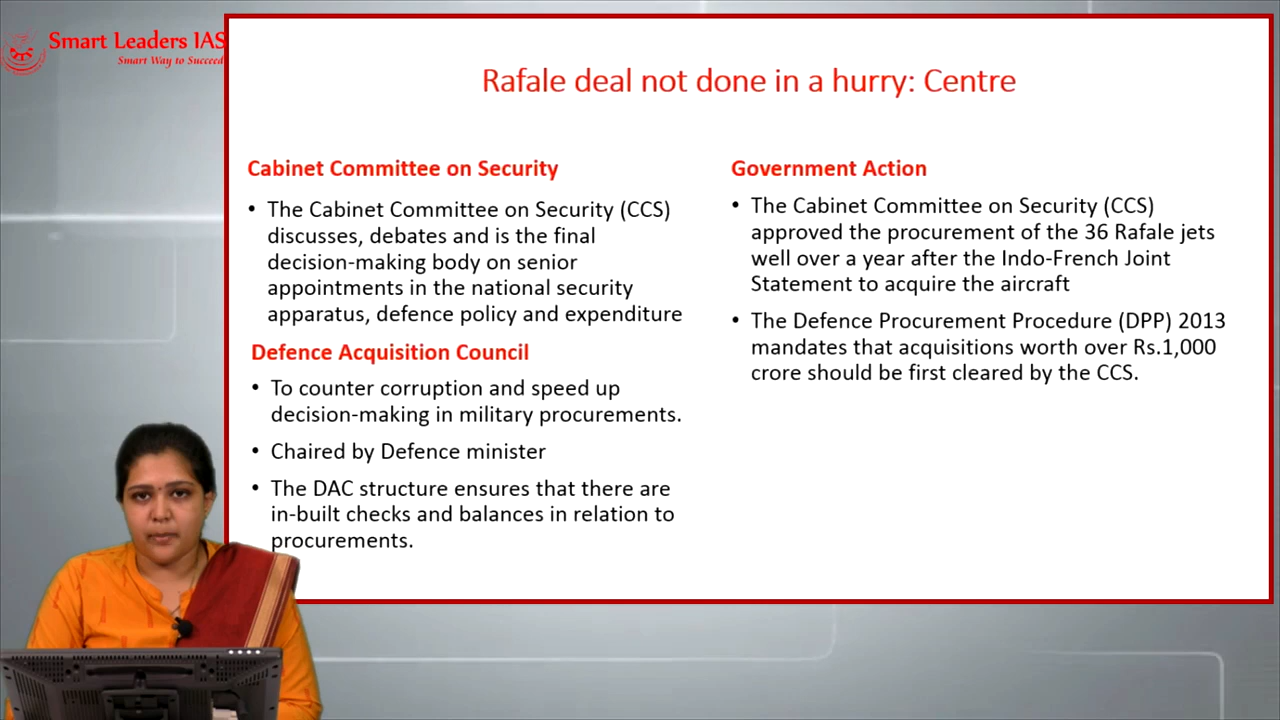 Smart Leaders IAS
Smart Way to Succeed
Rafale deal not done in a hurry: Centre
Cabinet Committee on Security
• The Cabinet Committee on Security (CCS)
discusses, debates and is the final
decision-making body on senior
appointments in the national security
apparatus, defence policy and expenditure
Defence Acquisition Council
• To counter corruption and speed up
decision-making in military procurements.
• Chaired by Defence minister
• The DAC structure ensures that there are
in-built checks and balances in relation to
procurements.
Government Action
• The Cabinet Committee on Security (CCS)
approved the procurement of the 36 Rafale jets
well over a year after the Indo-French Joint
Statement to acquire the aircraft
• The Defence Procurement Procedure (DPP) 2013
mandates that acquisitions worth over Rs.1,000
crore should be first cleared by the CCS.